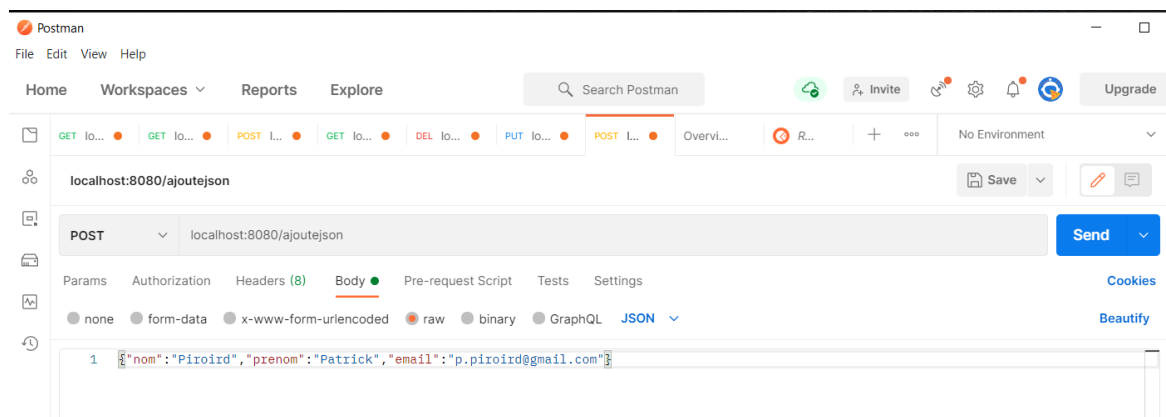 Postman
File Edit View Help
Home Workspaces Reports Explore Search Postman Invite Upgrade
GET lo... GET lo... POST l... GET lo... DEL lo... PUT lo... POST l... Overvi... R... No Environment
localhost:8080/ajoutejson Save
POST localhost:8080/ajoutejson Send
Params Authorization Headers (8) Body Pre-request Script Tests Settings Cookies
none form-data x-www-form-urlencoded raw binary GraphQL JSON Beautify
1 {"nom":"Piroird","prenom":"Patrick","email":"p.piroird@gmail.com"}